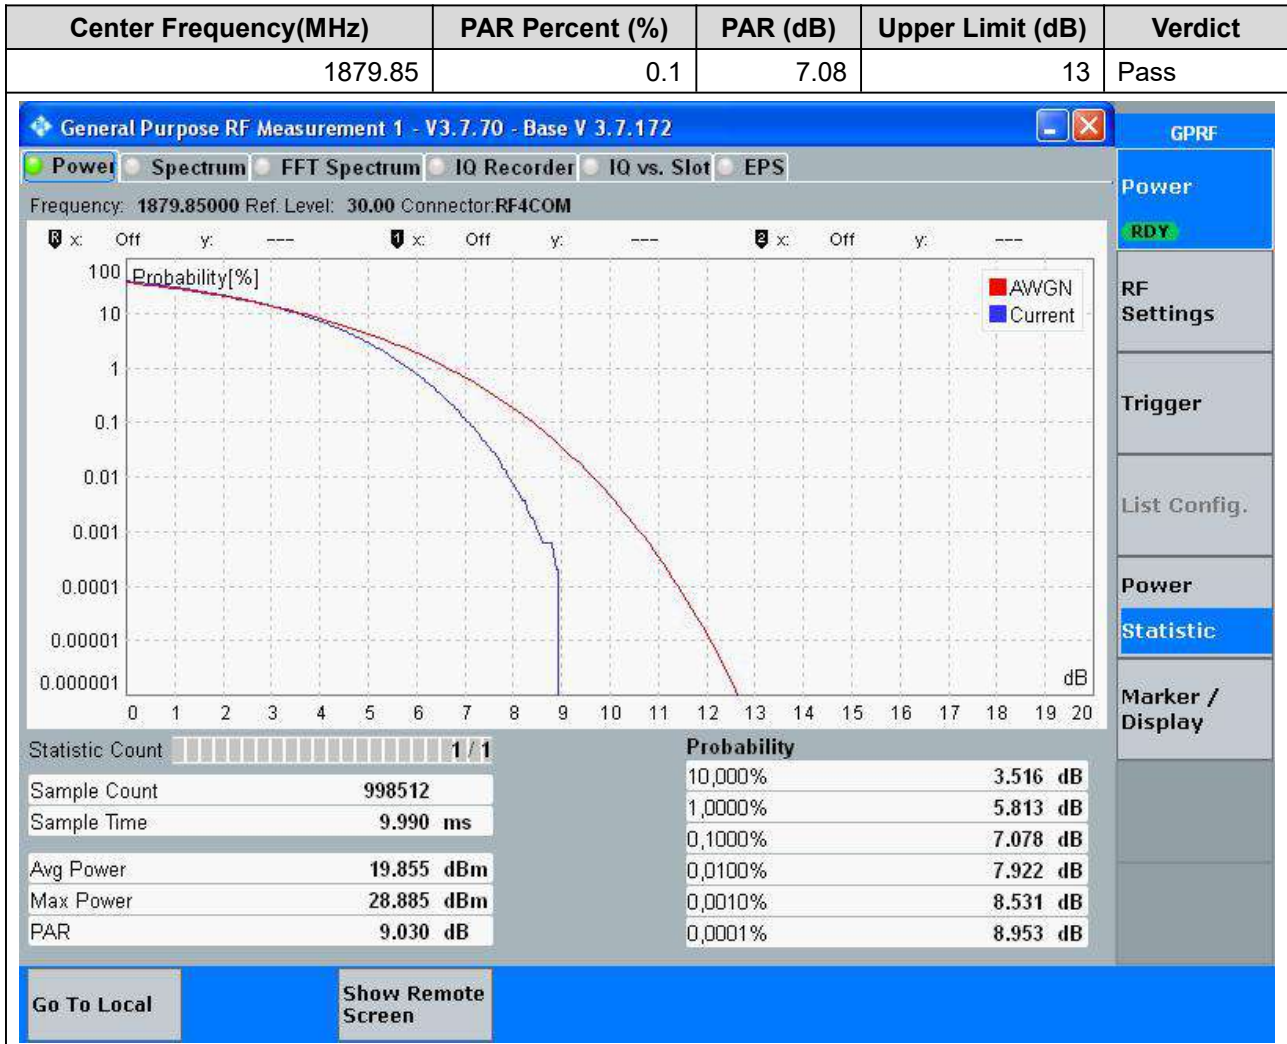 Center Frequency(MHz) PAR Percent (%) PAR (dB) Upper Limit (dB) Verdict
1879.85 0.1 7.08 13 Pass
General Purpose RF Measurement 1 - V3.7.70 - Base V 3.7.172
GPRF
Power Spectrum FFT Spectrum IQ Recorder IQ vs. Slot EPS
Power
RDY
Frequency: 1879.85000 Ref. Level: 30.00 Connector:RF4COM
R x: Off y: --- 1 x: Off y: --- 2 x: Off y: ---
Probability[%]
AWGN
Current
100
10
1
0.1
0.01
0.001
0.0001
0.00001
0.000001
dB
0 1 2 3 4 5 6 7 8 9 10 11 12 13 14 15 16 17 18 19 20
RF
Settings
Trigger
List Config.
Power
Statistic
Marker /
Display
Statistic Count 1 / 1
Sample Count 998512
Sample Time 9.990 ms
Avg Power 19.855 dBm
Max Power 28.885 dBm
PAR 9.030 dB
Probability
10,000% 3.516 dB
1,0000% 5.813 dB
0,1000% 7.078 dB
0,0100% 7.922 dB
0,0010% 8.531 dB
0,0001% 8.953 dB
Go To Local
Show Remote
Screen